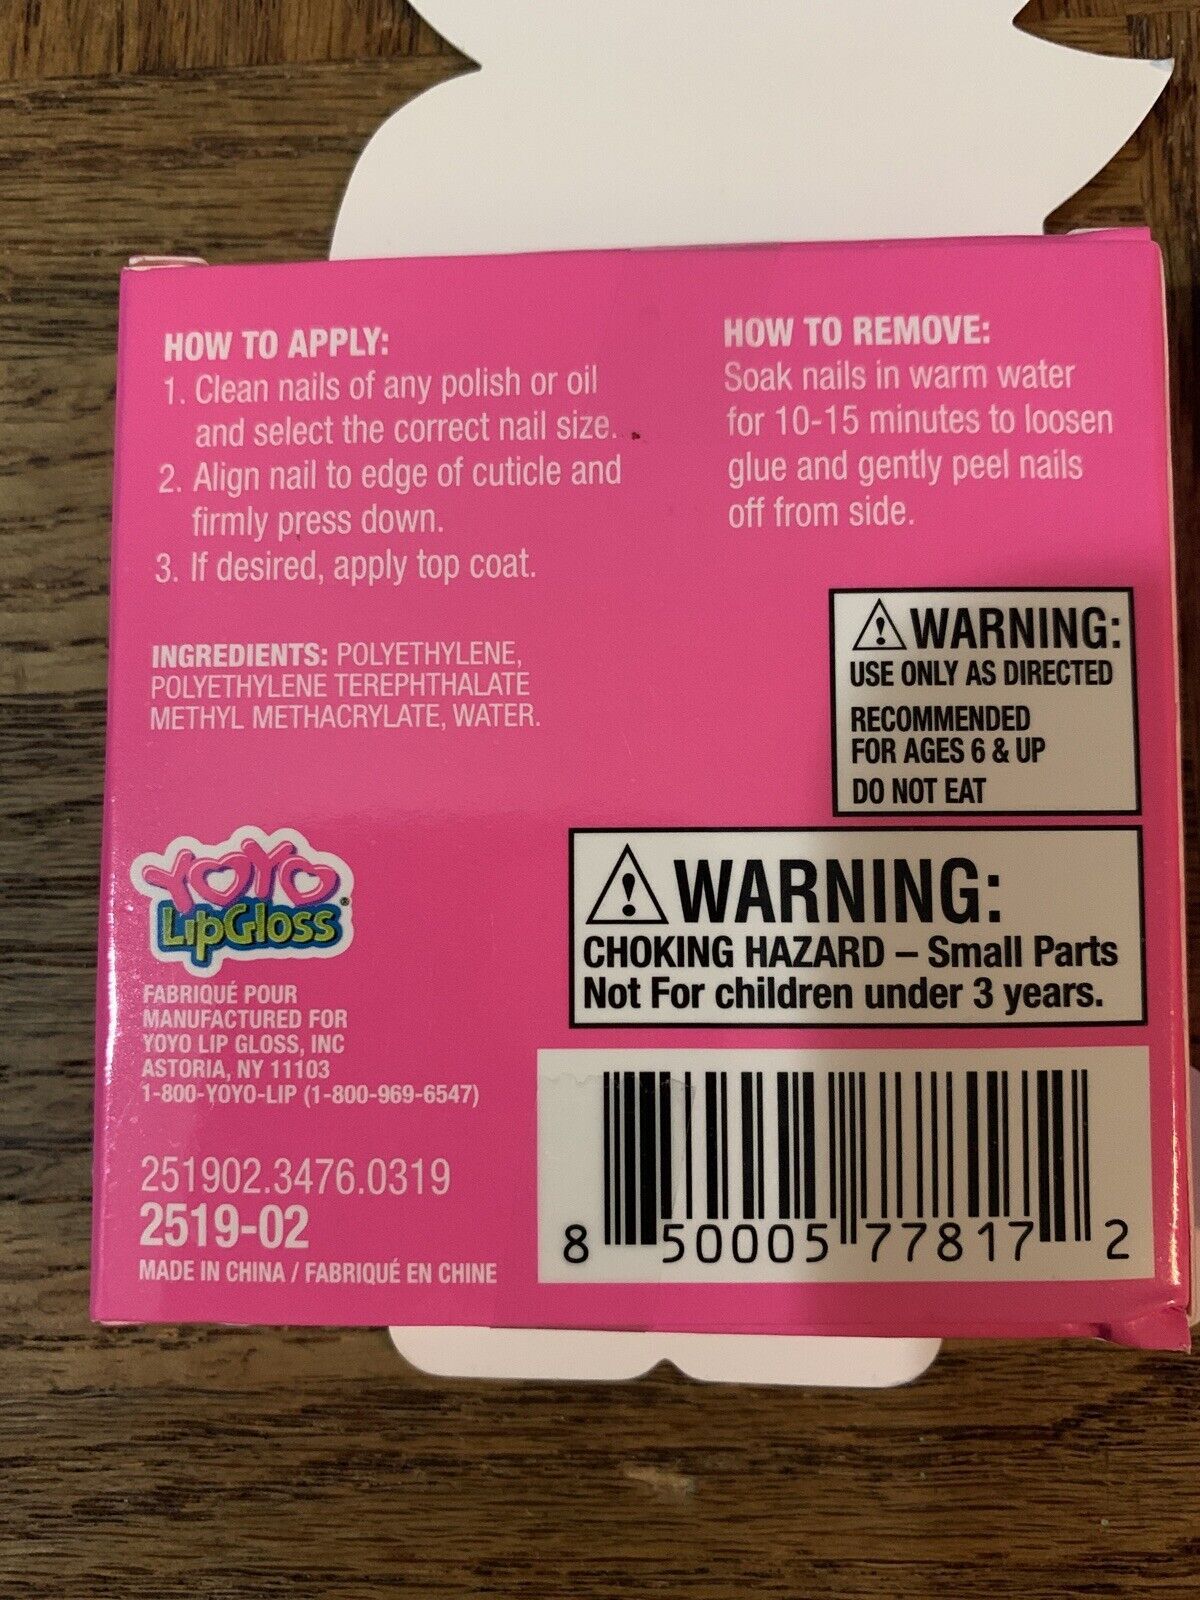 HOW TO APPLY:
1. Clean nails of any polish or oil
and select the correct nail size.
2. Align nail to edge of cuticle and
firmly press down.
3. If desired, apply top coat.
HOW TO REMOVE:
Soak nails in warm water
for 10-15 minutes to loosen
glue and gently peel nails
off from side.
INGREDIENTS: POLYETHYLENE,
POLYETHYLENE TEREPHTHALATE
METHYL METHACRYLATE, WATER.
WARNING:
USE ONLY AS DIRECTED
RECOMMENDED
FOR AGES 6 & UP
DO NOT EAT
WARNING:
CHOKING HAZARD – Small Parts
Not For children under 3 years.
YOYO
LipGloss®
FABRIQUÉ POUR
MANUFACTURED FOR
YOYO LIP GLOSS, INC
ASTORIA, NY 11103
1-800-YOYO-LIP (1-800-969-6547)
251902.3476.0319
2519-02
MADE IN CHINA / FABRIQUÉ EN CHINE
8 50005 77817 2